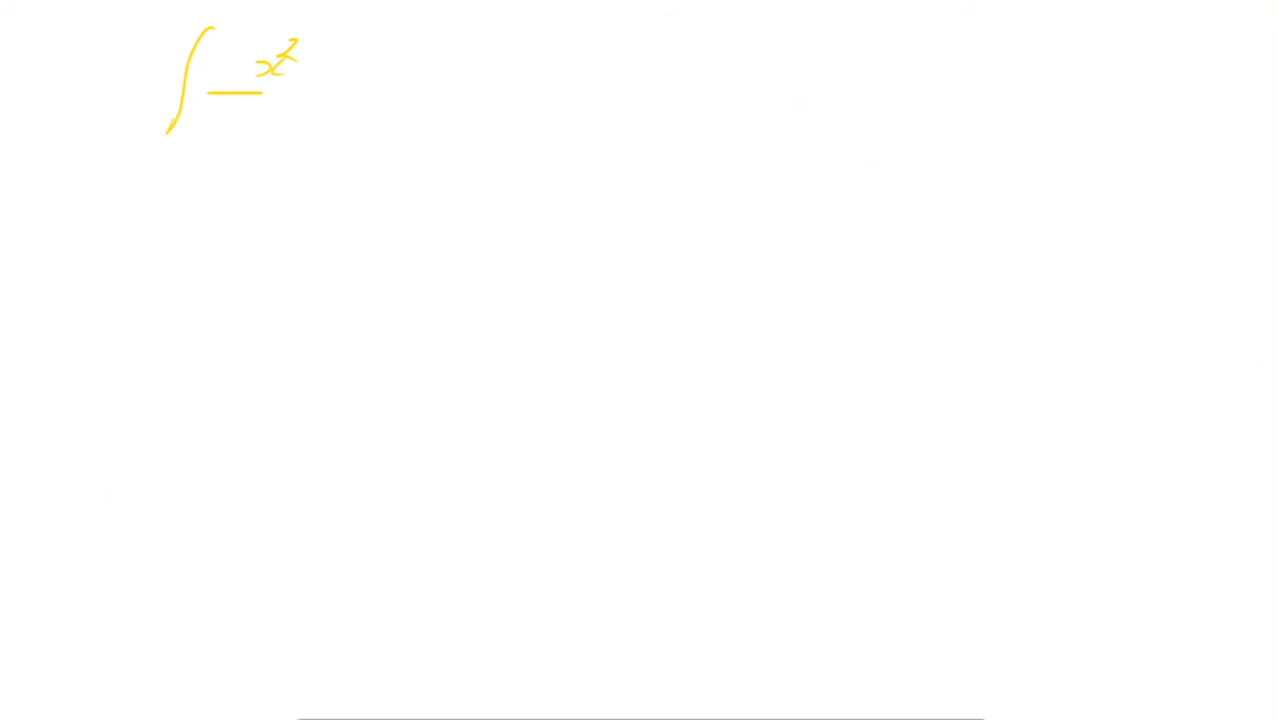 ∫ — x²